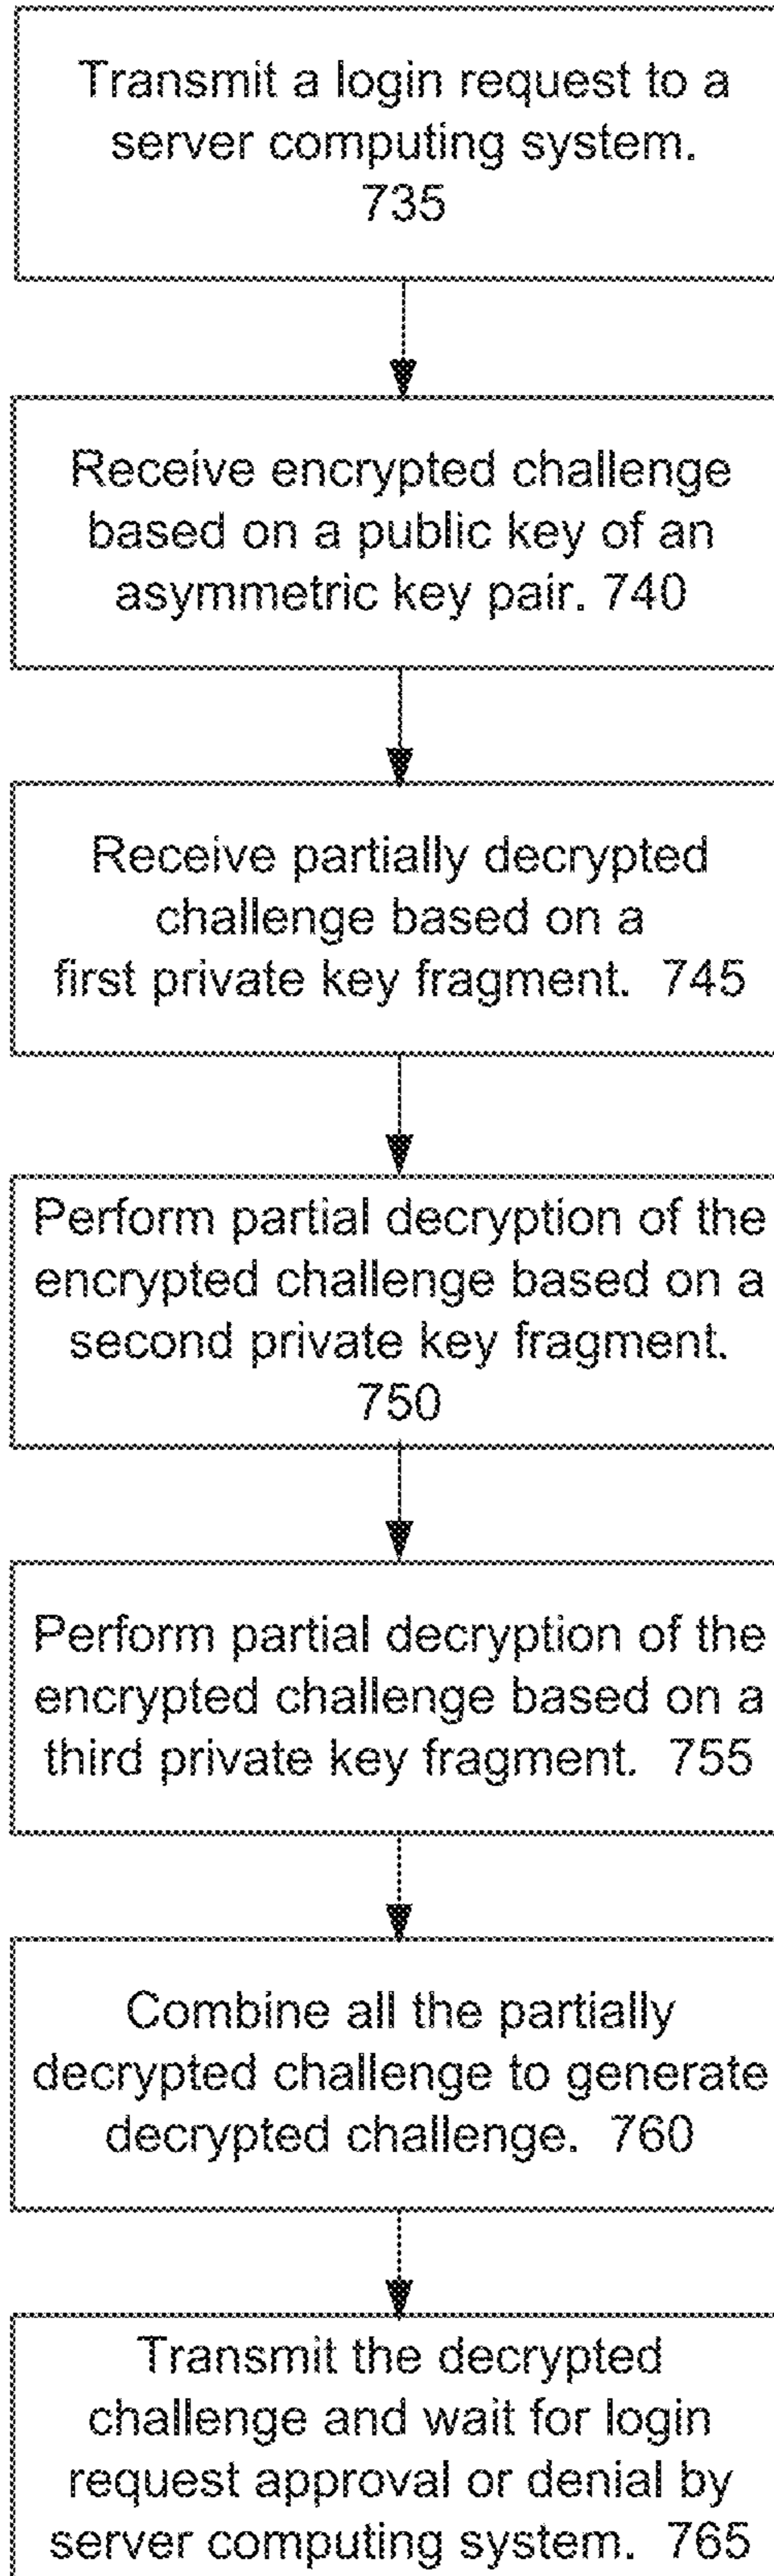 Transmit a login request to a
server computing system.
735
Receive encrypted challenge
based on a public key of an
asymmetric key pair. 740
Receive partially decrypted
challenge based on a
first private key fragment. 745
Perform partial decryption of the
encrypted challenge based on a
second private key fragment.
750
Perform partial decryption of the
encrypted challenge based on a
third private key fragment. 755
Combine all the partially
decrypted challenge to generate
decrypted challenge. 760
Transmit the decrypted
challenge and wait for login
request approval or denial by
server computing system. 765